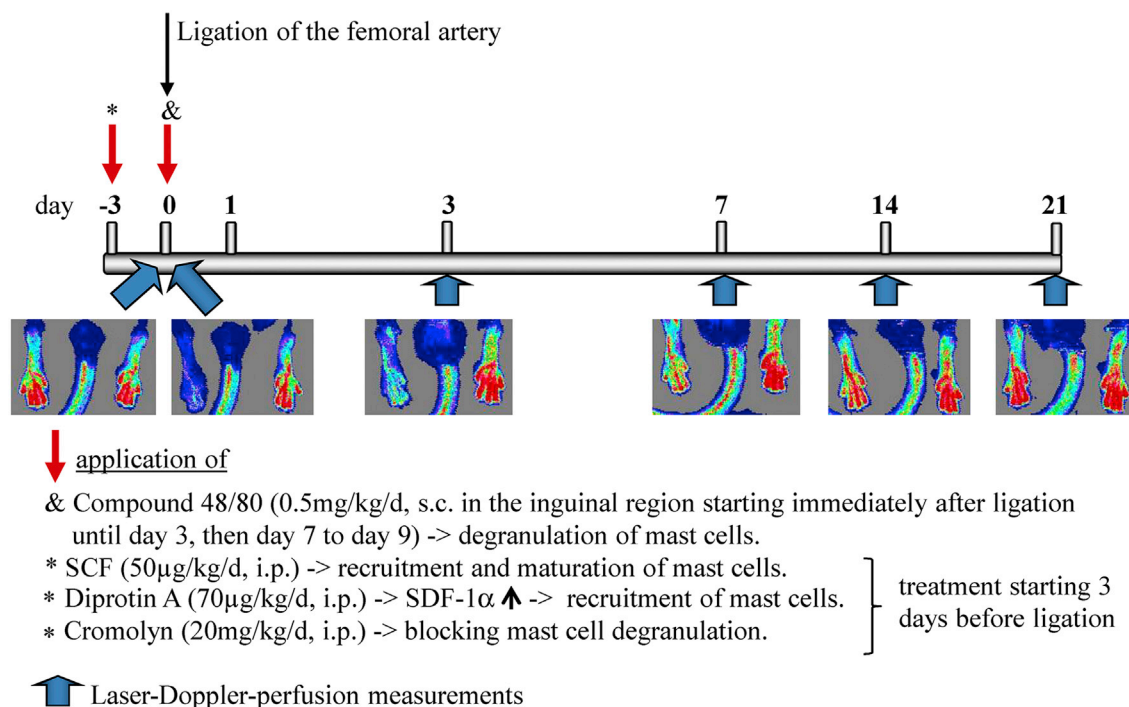 Ligation of the femoral artery
* &
day -3 0 1 3 7 14 21
application of
& Compound 48/80 (0.5mg/kg/d, s.c. in the inguinal region starting immediately after ligation
until day 3, then day 7 to day 9) -> degranulation of mast cells.
* SCF (50µg/kg/d, i.p.) -> recruitment and maturation of mast cells.
* Diprotin A (70µg/kg/d, i.p.) -> SDF-1α ↑ -> recruitment of mast cells.
* Cromolyn (20mg/kg/d, i.p.) -> blocking mast cell degranulation.
treatment starting 3
days before ligation
Laser-Doppler-perfusion measurements